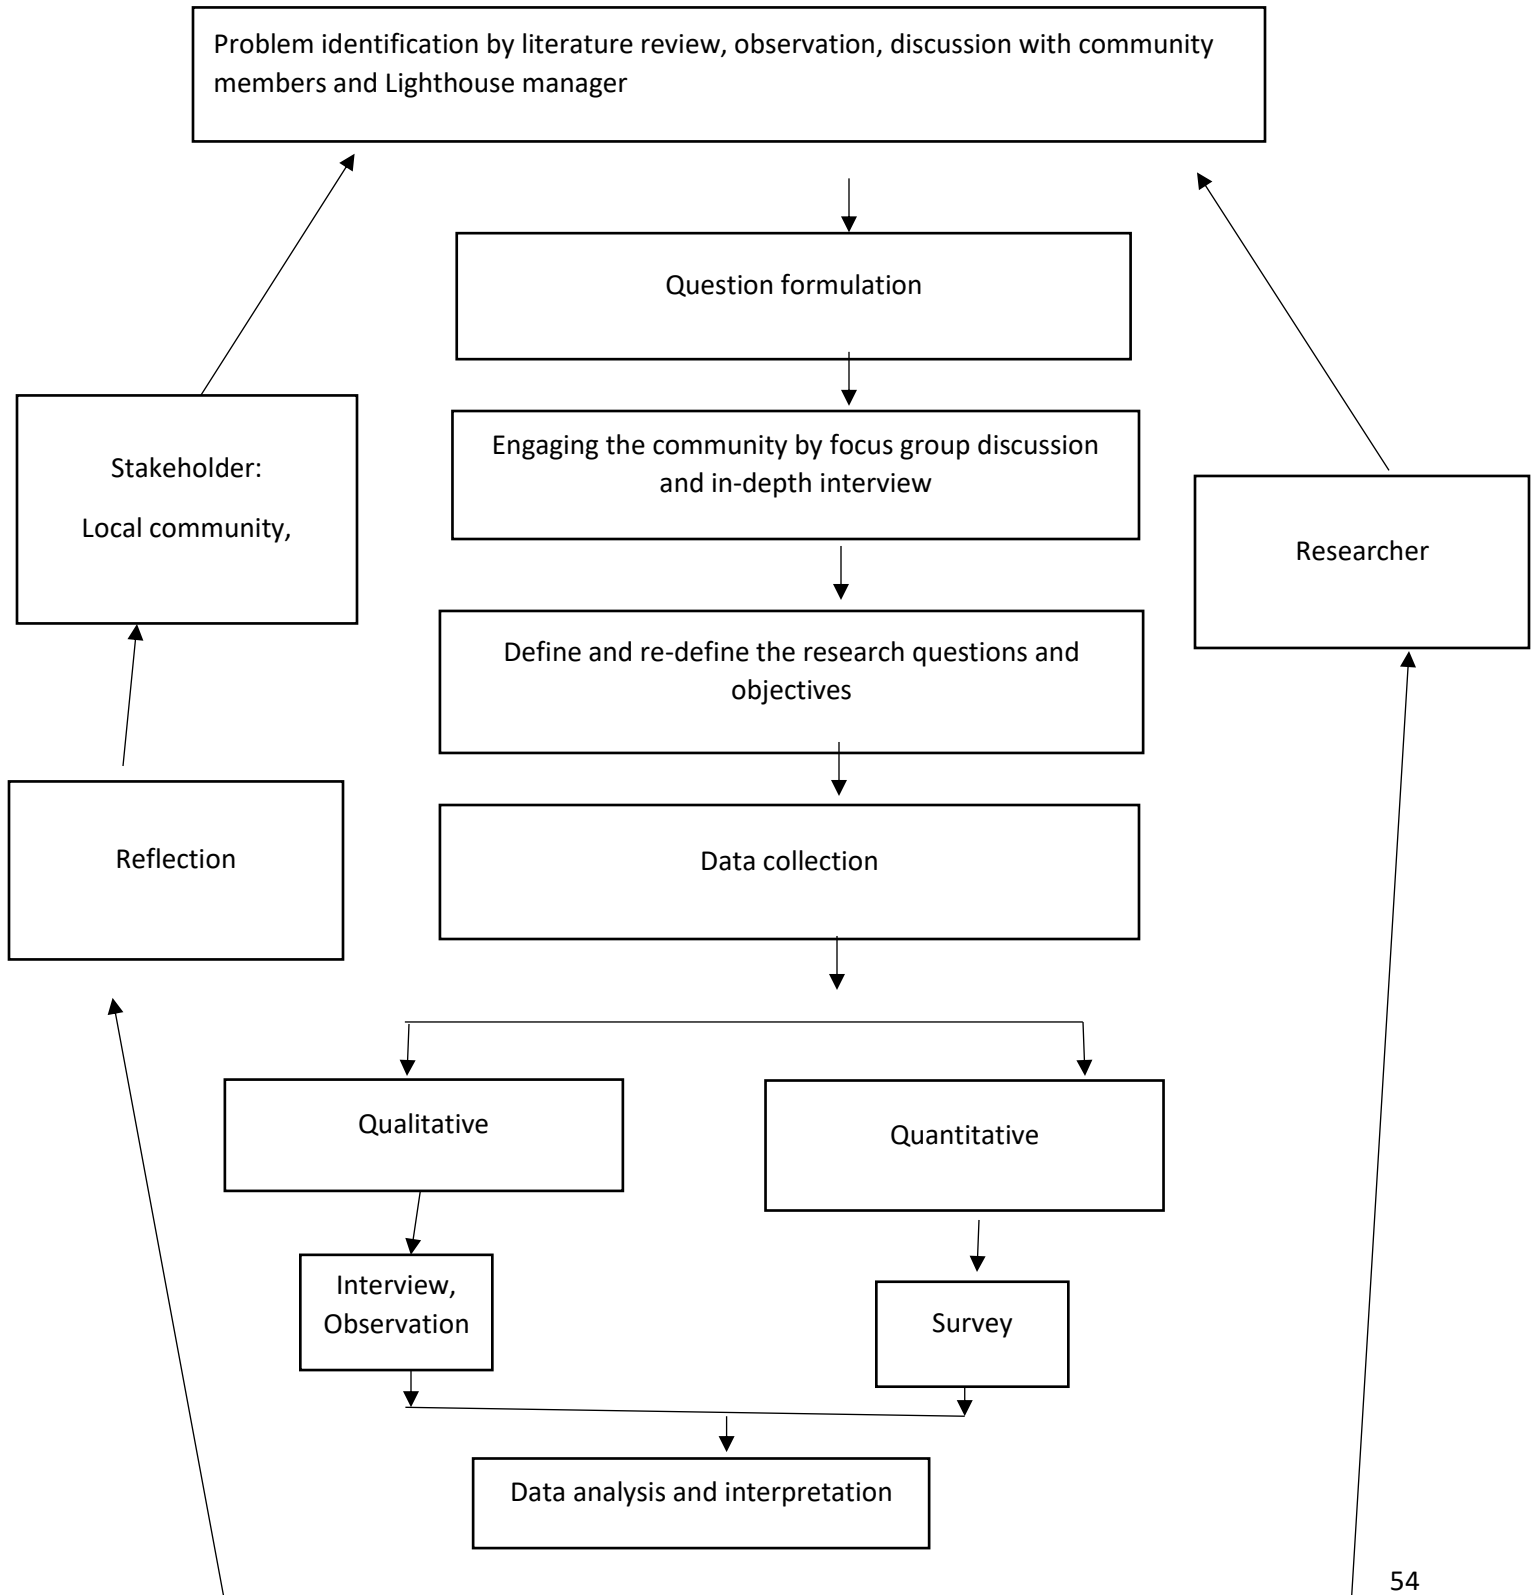 Problem identification by literature review, observation, discussion with community
members and Lighthouse manager
Question formulation
Engaging the community by focus group discussion
and in-depth interview
Stakeholder:
Local community,
Researcher
Define and re-define the research questions and
objectives
Reflection
Data collection
Qualitative
Quantitative
Interview,
Observation
Survey
Data analysis and interpretation
54